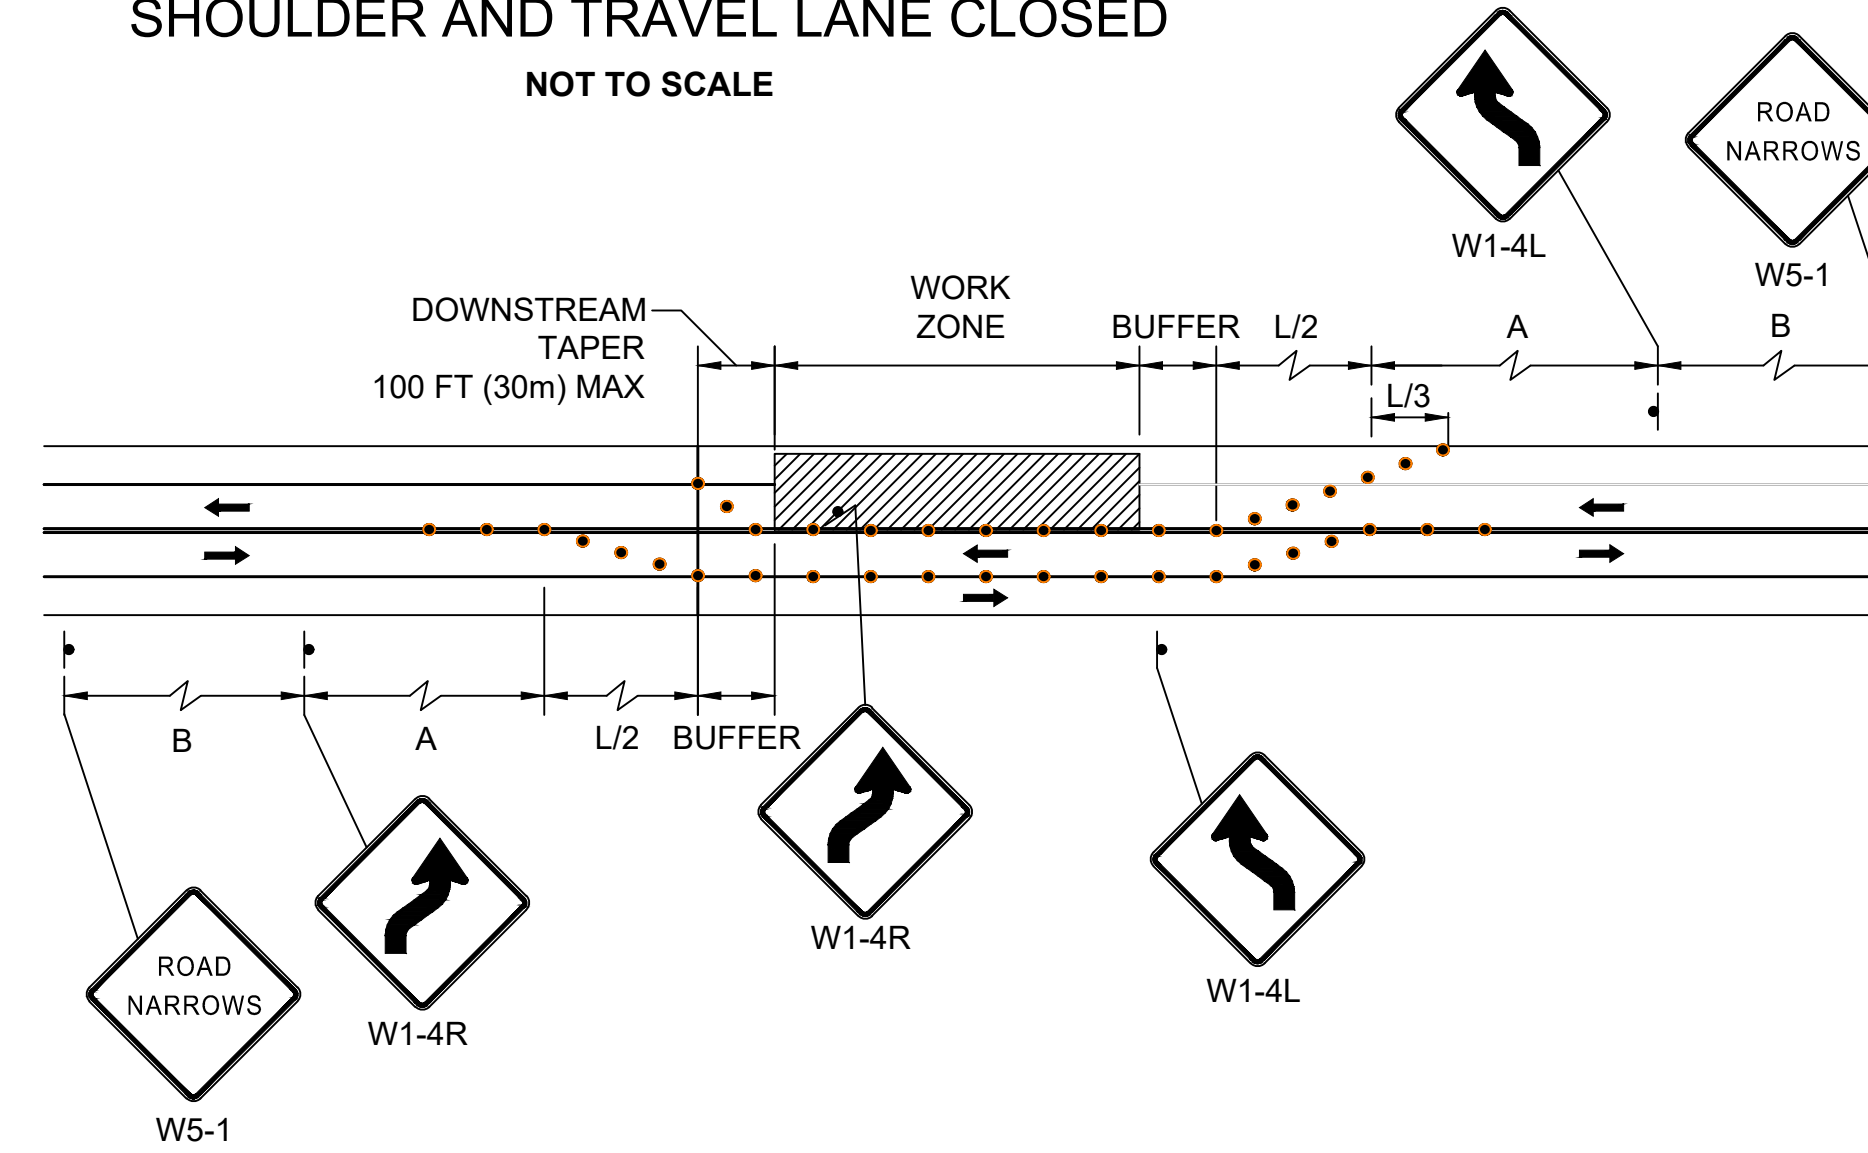 SHOULDER AND TRAVEL LANE CLOSED
NOT TO SCALE
ROAD
NARROWS
W1-4L
W5-1
DOWNSTREAM
TAPER
100 FT (30m) MAX
WORK
ZONE
BUFFER
L/2
A
B
L/3
B
A
L/2
BUFFER
W1-4R
W1-4L
ROAD
NARROWS
W1-4R
W5-1